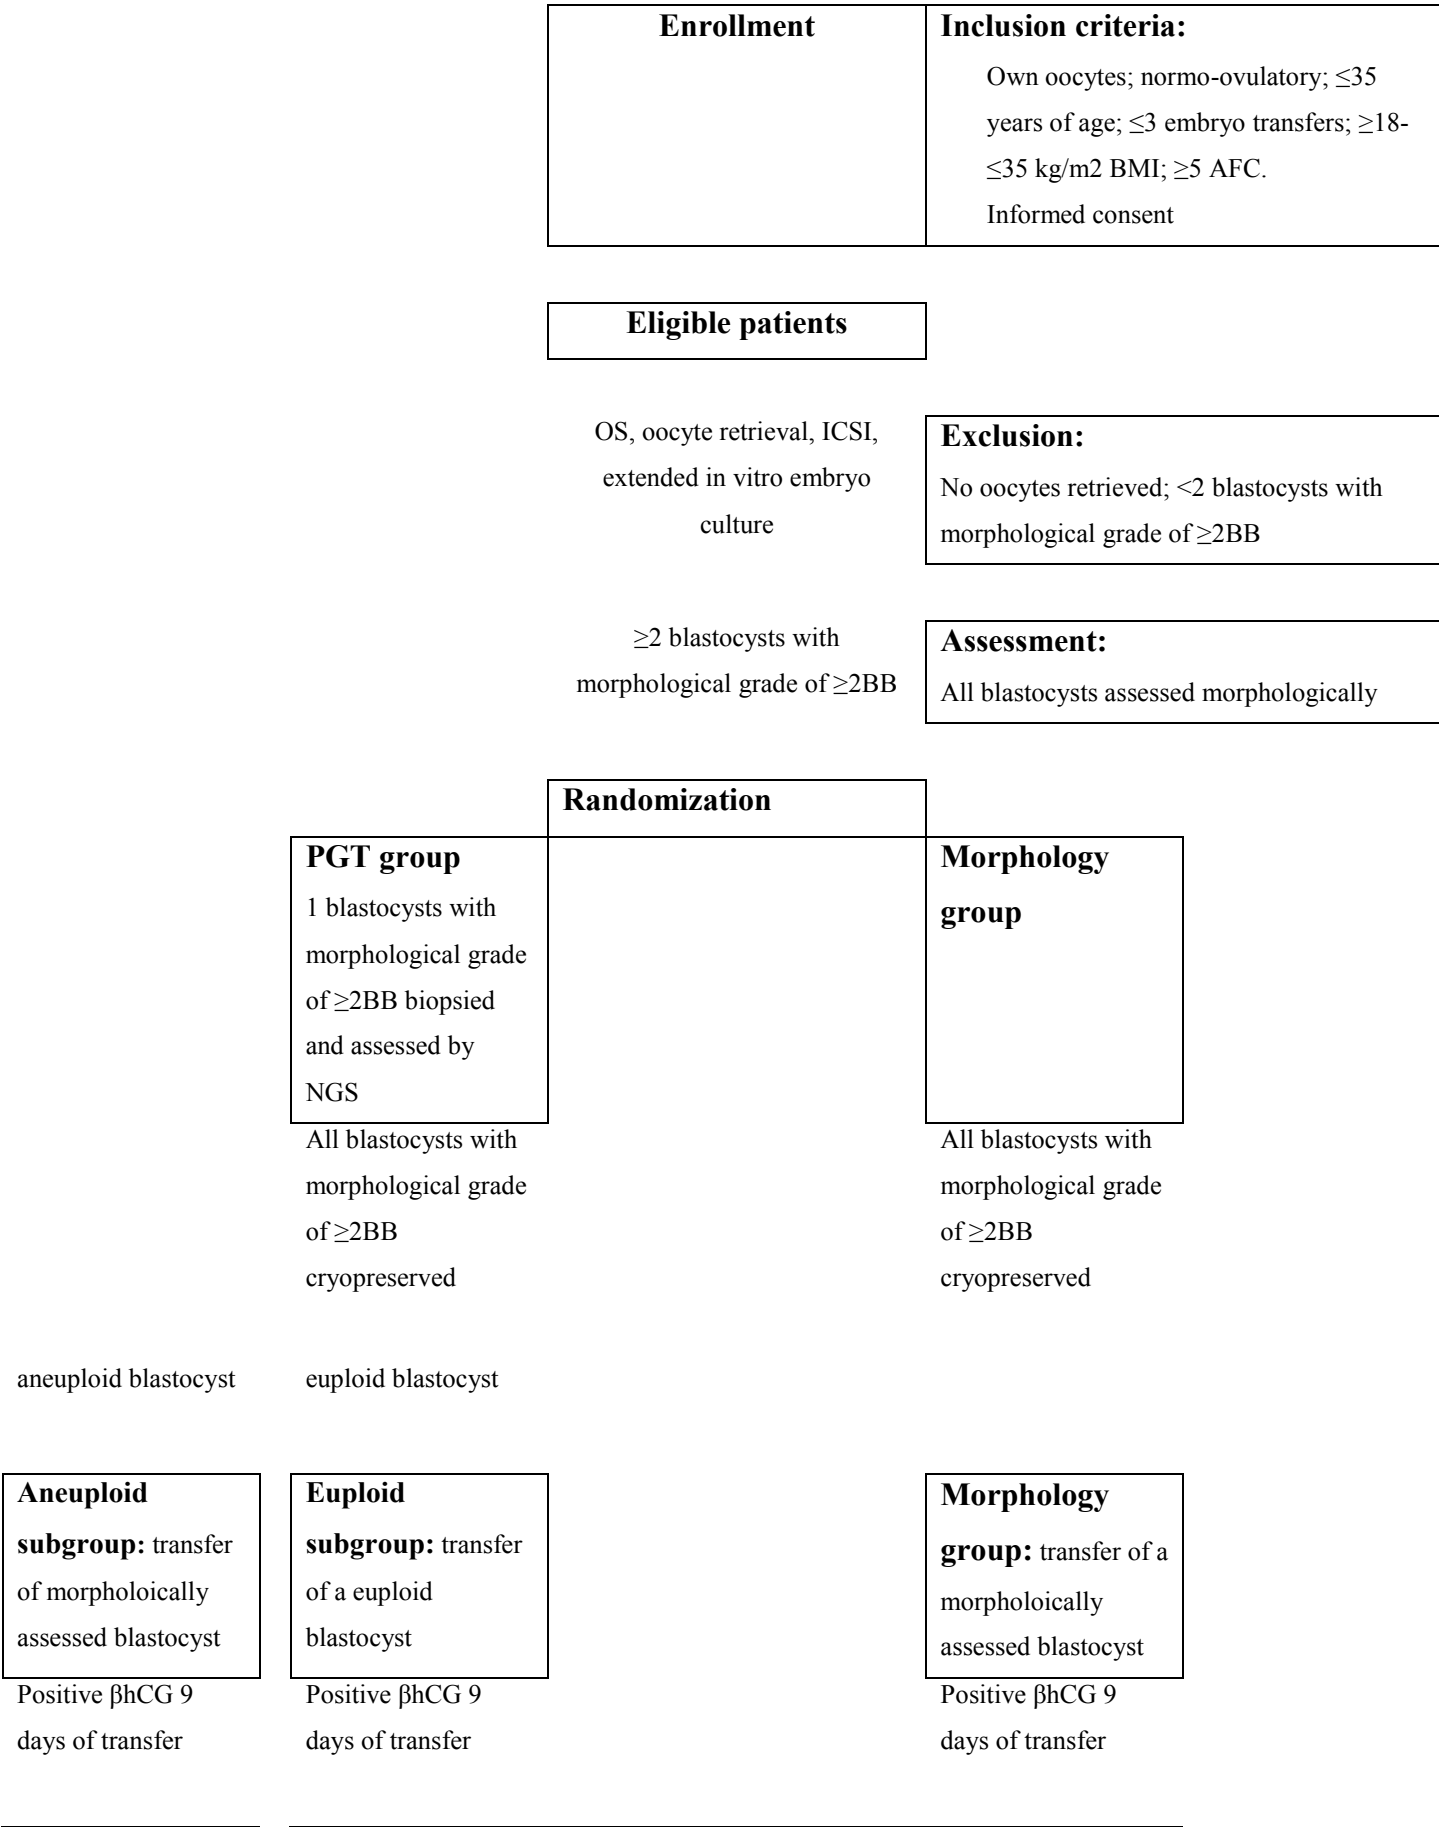 Enrollment
Inclusion criteria:
Own oocytes; normo-ovulatory; ≤35
years of age; ≤3 embryo transfers; ≥18-
≤35 kg/m2 BMI; ≥5 AFC.
Informed consent
Eligible patients
OS, oocyte retrieval, ICSI,
extended in vitro embryo
culture
Exclusion:
No oocytes retrieved; <2 blastocysts with
morphological grade of ≥2BB
≥2 blastocysts with
morphological grade of ≥2BB
Assessment:
All blastocysts assessed morphologically
Randomization
PGT group
1 blastocysts with
morphological grade
of ≥2BB biopsied
and assessed by
NGS
Morphology
group
All blastocysts with
morphological grade
of ≥2BB
cryopreserved
All blastocysts with
morphological grade
of ≥2BB
cryopreserved
aneuploid blastocyst
euploid blastocyst
Aneuploid
subgroup: transfer
of morpholoically
assessed blastocyst
Euploid
subgroup: transfer
of a euploid
blastocyst
Morphology
group: transfer of a
morpholoically
assessed blastocyst
Positive βhCG 9
days of transfer
Positive βhCG 9
days of transfer
Positive βhCG 9
days of transfer